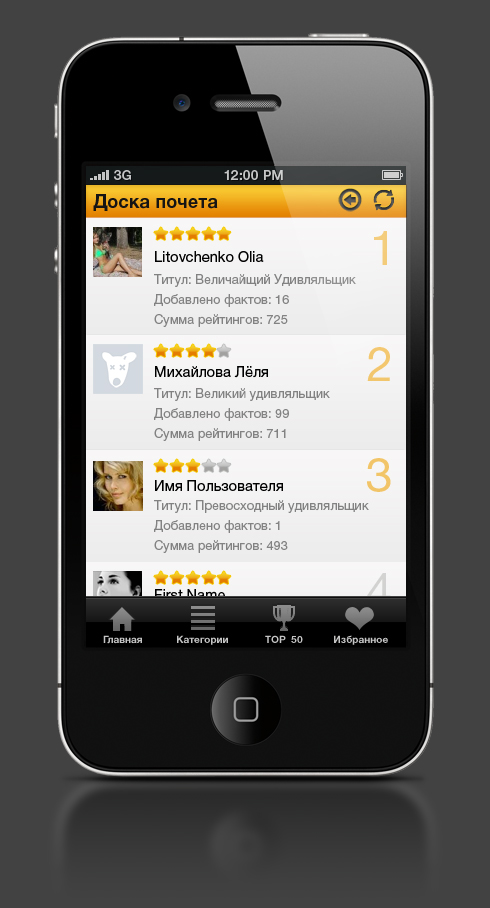 3G 12:00 PM
Доска почета
Litovchenko Olia
1
Титул: Величайщий Удивляльщик
Добавлено фактов: 16
Сумма рейтингов: 725
Михайлова Лёля
2
Титул: Великий удивляльщик
Добавлено фактов: 99
Сумма рейтингов: 711
Имя Пользователя
3
Титул: Превосходный удивляльщик
Добавлено фактов: 1
Сумма рейтингов: 493
First Name
4
Главная Категории TOP 50 Избранное